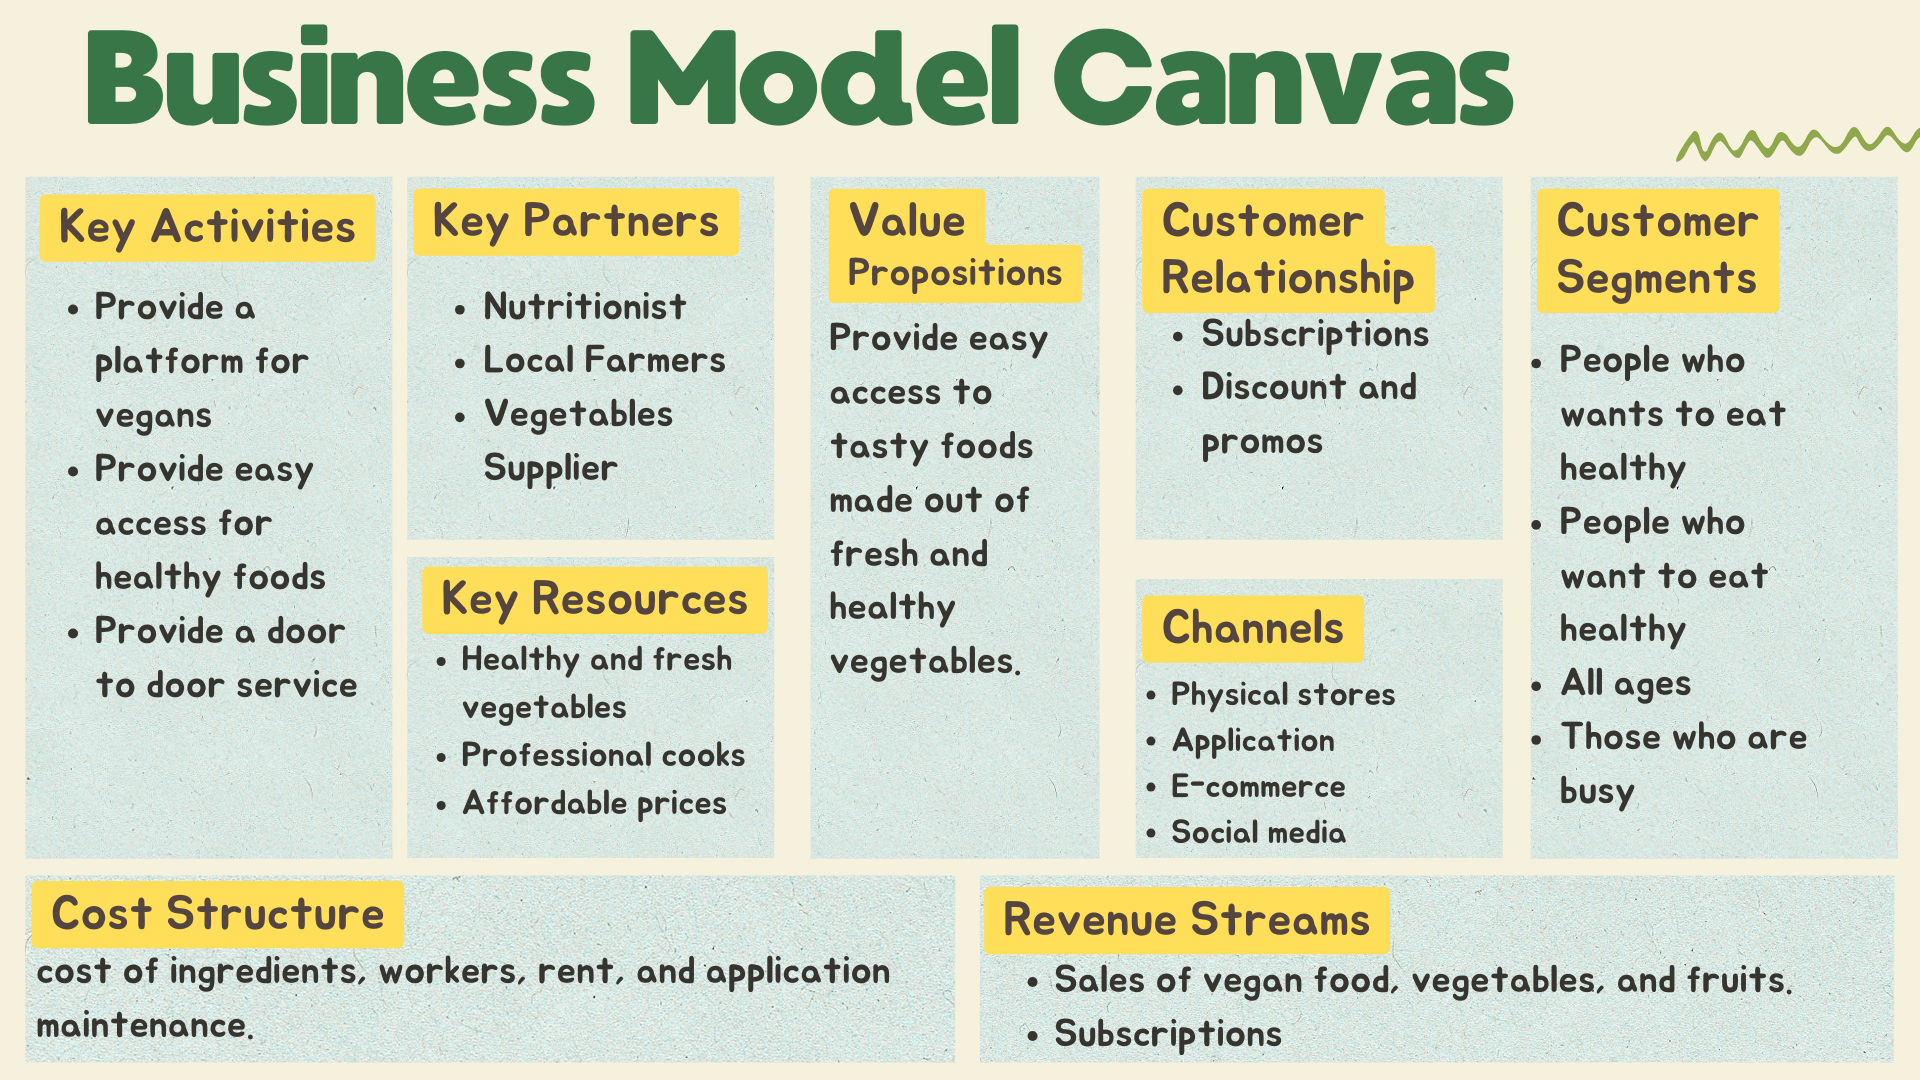 Business Model Canvas
Key Activities
Provide a
platform for
vegans
Provide easy
access for
healthy foods
Provide a door
to door service
Key Partners
Nutritionist
Local Farmers
Vegetables
Supplier
Key Resources
Healthy and fresh
vegetables
Professional cooks
Affordable prices
Value
Propositions
Provide easy
access to
tasty foods
made out of
fresh and
healthy
vegetables.
Customer
Relationship
Subscriptions
Discount and
promos
Channels
Physical stores
Application
E-commerce
Social media
Customer
Segments
People who
wants to eat
healthy
People who
want to eat
healthy
All ages
Those who are
busy
Cost Structure
cost of ingredients, workers, rent, and application
maintenance.
Revenue Streams
Sales of vegan food, vegetables, and fruits.
Subscriptions